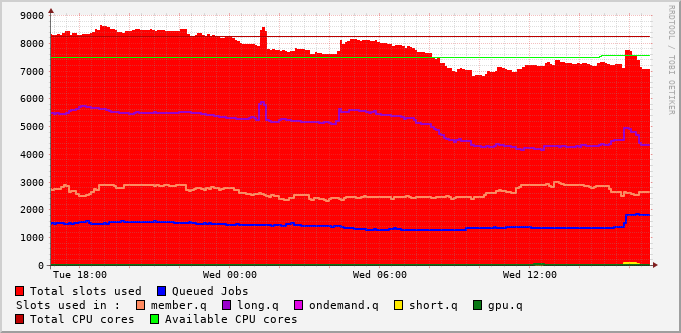 9000
8000
7000
6000
5000
4000
3000
2000
1000
0
Tue 18:00 Wed 00:00 Wed 06:00 Wed 12:00
RRDTOOL / TOBI OETIKER
Total slots used Queued Jobs
Slots used in : member.q long.q ondemand.q short.q gpu.q
Total CPU cores Available CPU cores